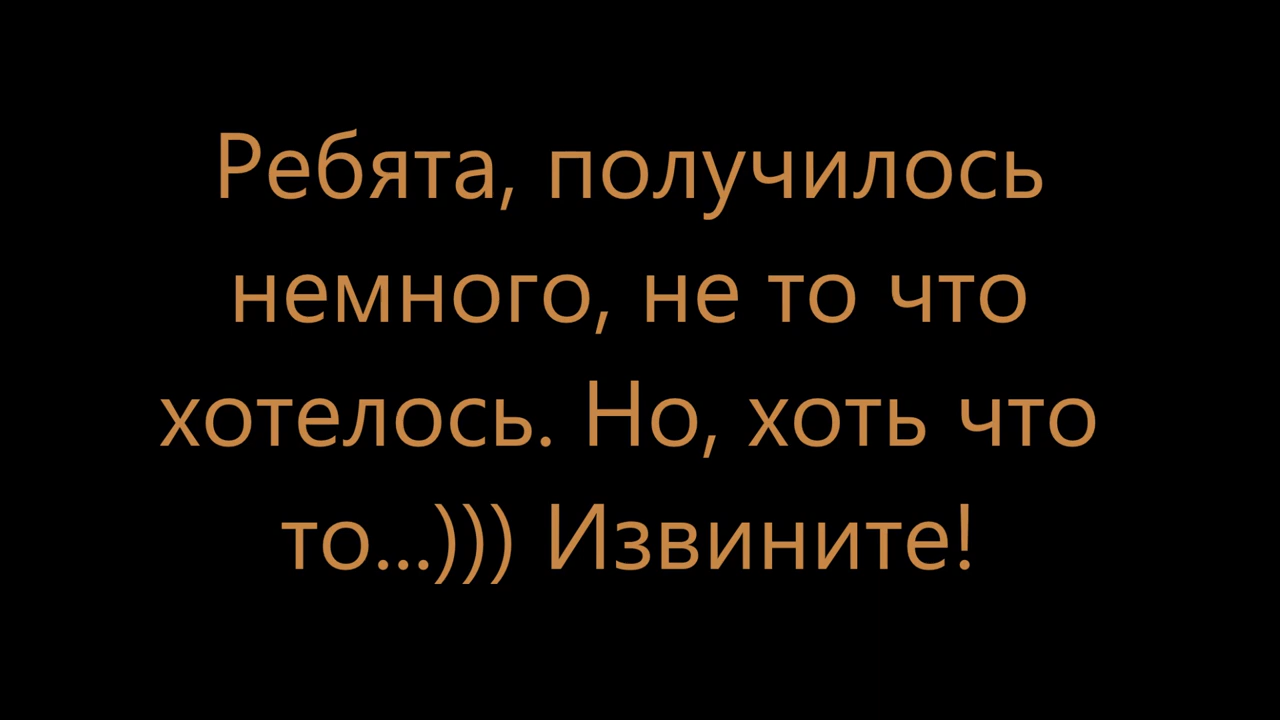 Ребята, получилось
немного, не то что
хотелось. Но, хоть что
то...))) Извините!